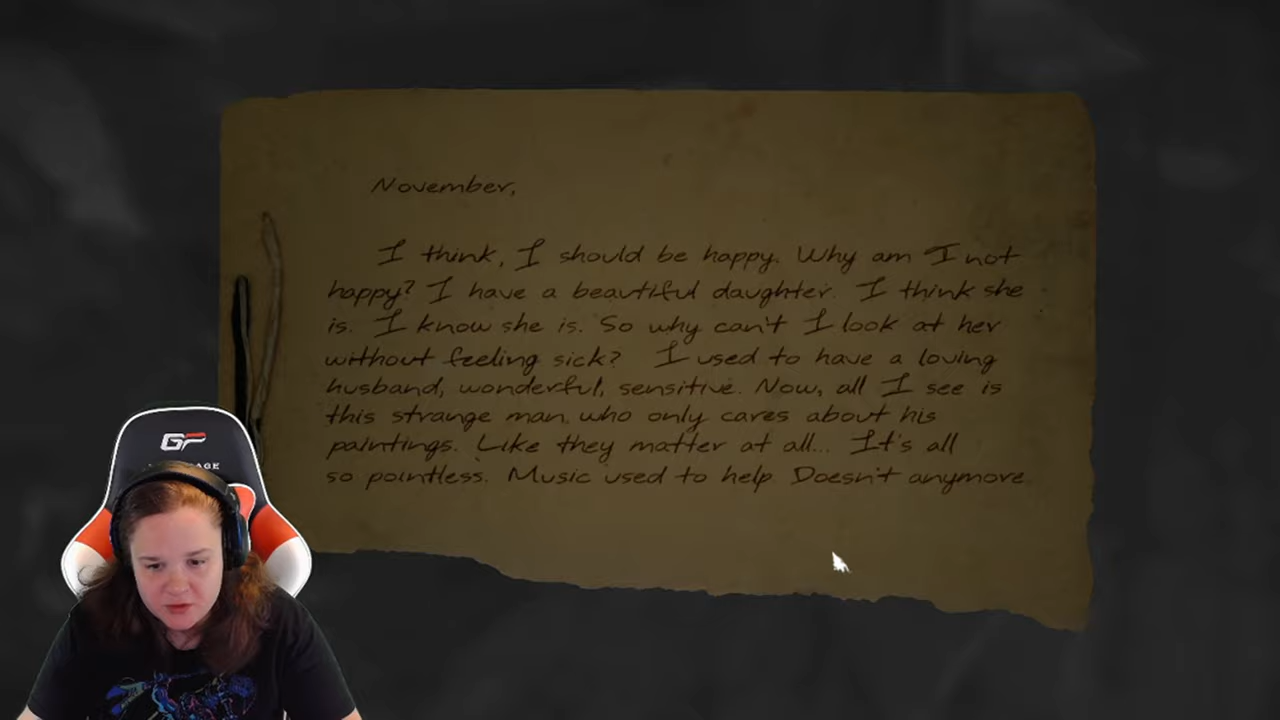 November,
I think, I should be happy. Why am I not
happy? I have a beautiful daughter. I think she
is. I know she is. So why can't I look at her
without feeling sick? I used to have a loving
husband, wonderful, sensitive. Now, all I see is
this strange man who only cares about his
paintings. Like they matter at all... It's all
so pointless. Music used to help. Doesn't anymore
GF